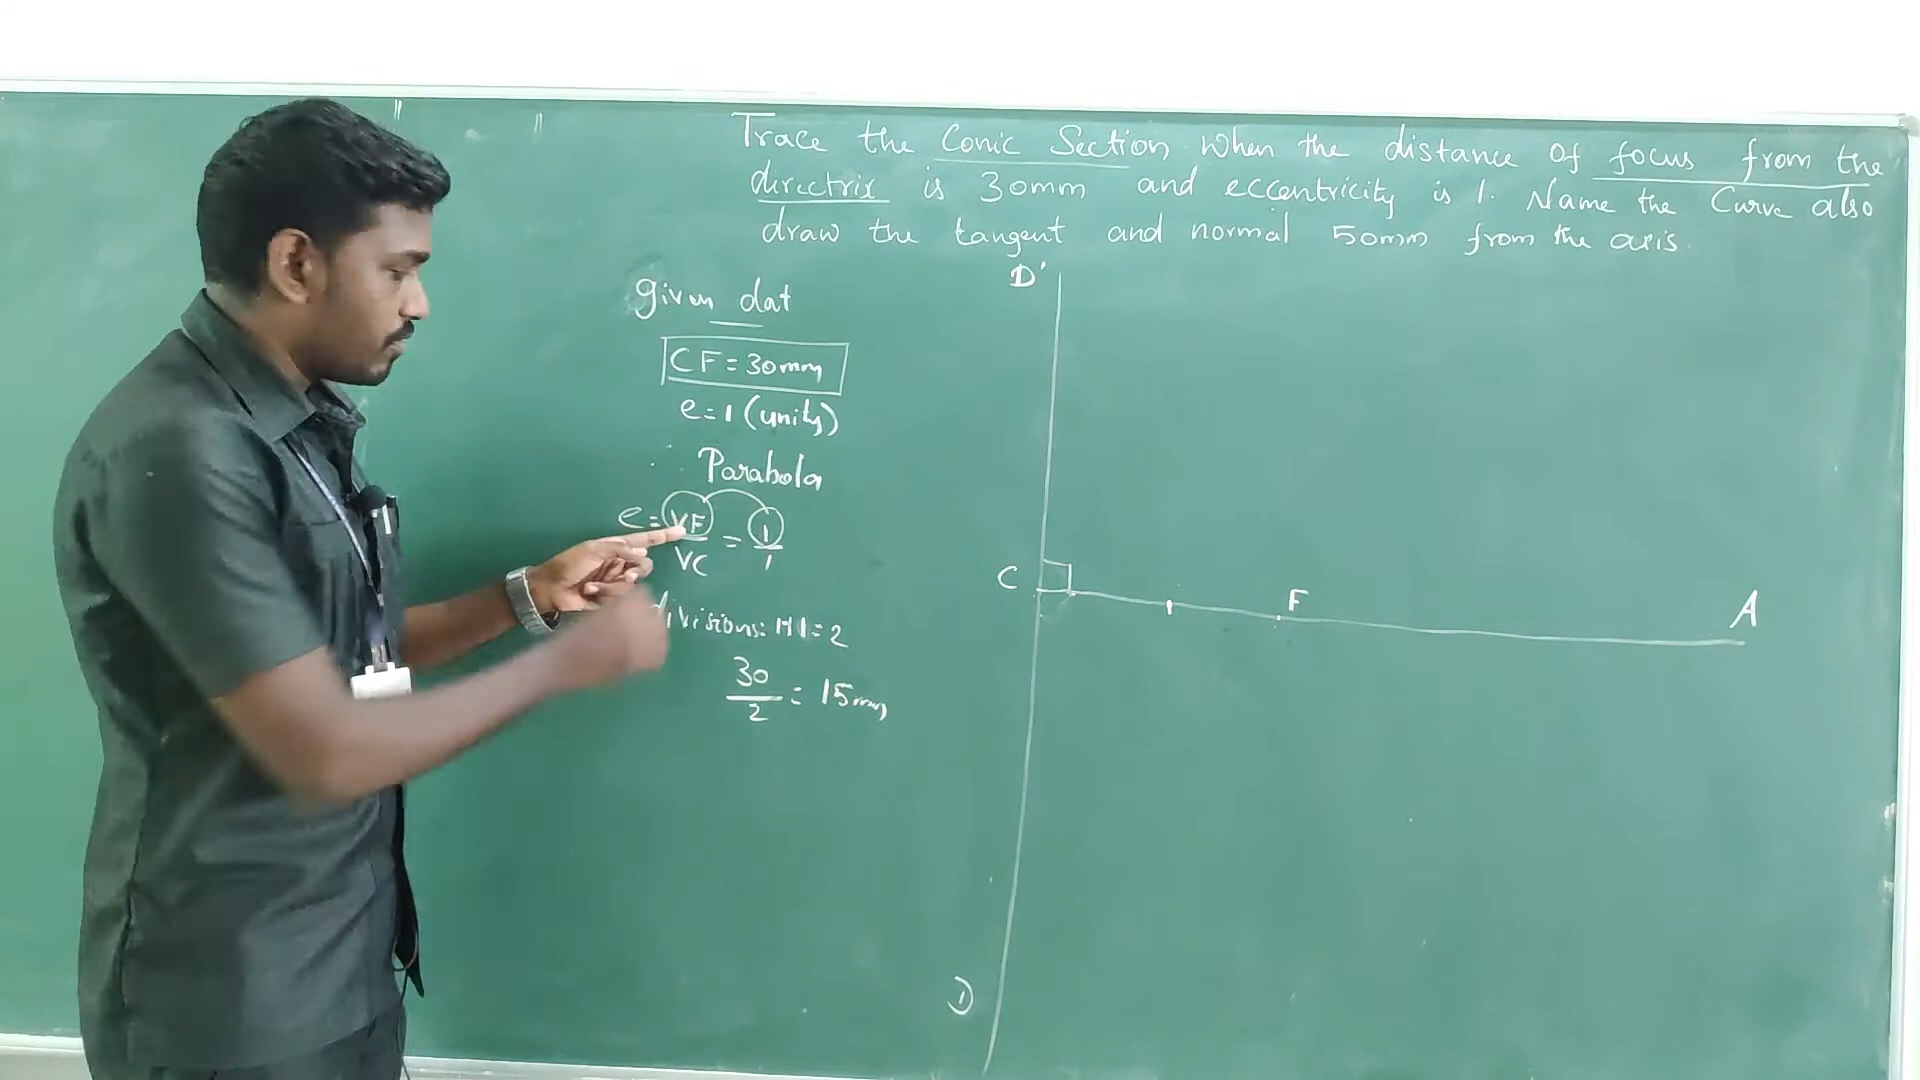 Trace the Conic Section when the distance of focus from the
directrix is 30mm and eccentricity is 1. Name the Curve also
draw the tangent and normal 50mm from the axis.
D'
given dat
CF = 30mm
e = 1 (unity)
∴ Parabola
e = VF/VC = 1/1
divisions: 1+1 = 2
30/2 = 15mm
C
F
A
D